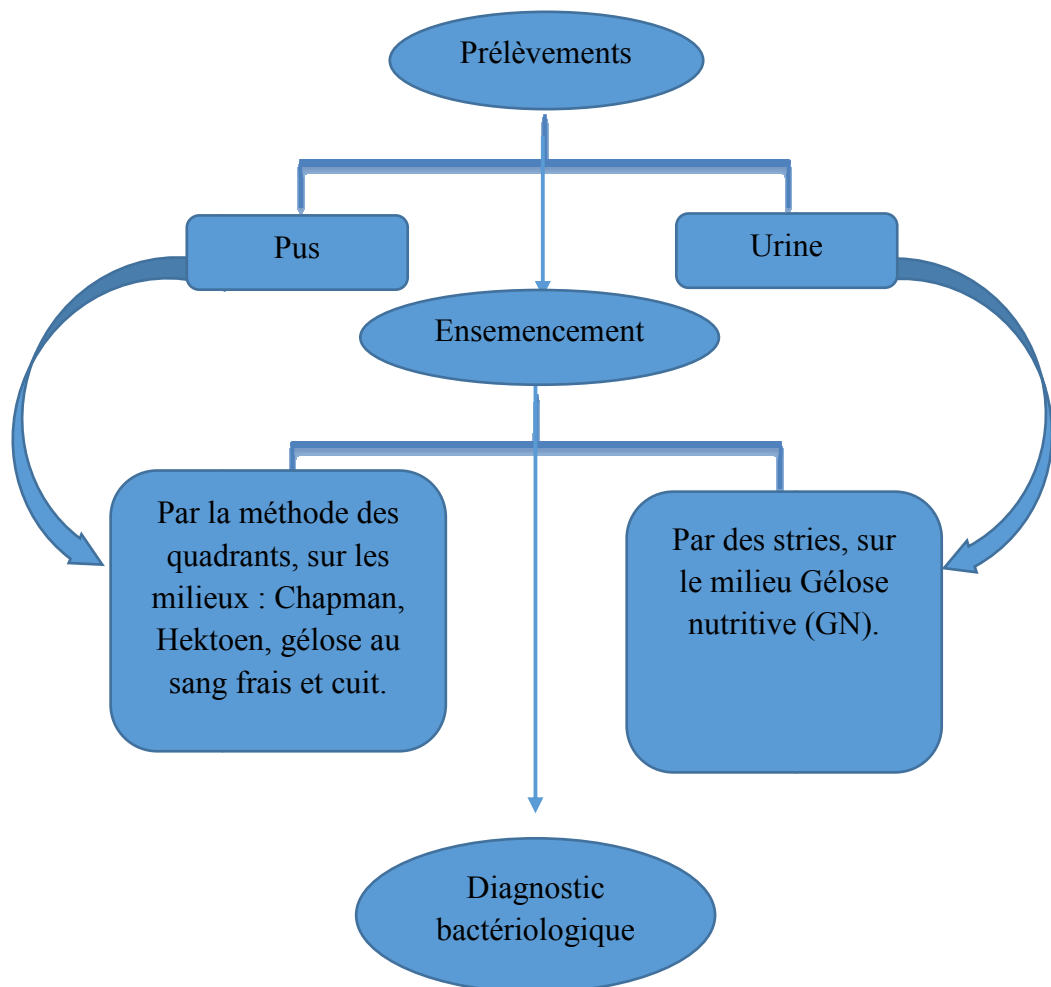 Prélèvements
Pus
Urine
Ensemencement
Par la méthode des
quadrants, sur les
milieux : Chapman,
Hektoen, gélose au
sang frais et cuit.
Par des stries, sur
le milieu Gélose
nutritive (GN).
Diagnostic
bactériologique